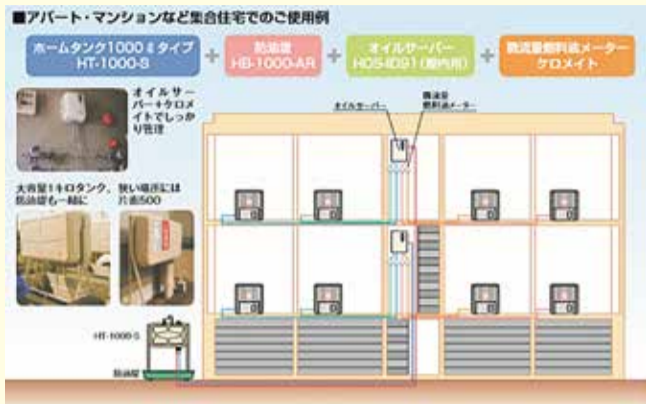 ■アパート・マンションなど集合住宅でのご使用例
ホームタンク1000ℓタイプ
HT-1000-S
+
防油堤
HB-1000-AR
+
オイルサーバー
HOS-ID91(屋内用)
+
微流量燃料油メーター
ケロメイト
オイルサー
バー+ケロメ
イトでしっか
り管理
大容量1キロタンク、
防油堤も一緒に
狭い場所には
片面500
オイルサーバー
微流量
燃料油メーター
HT-1000-S
防油堤